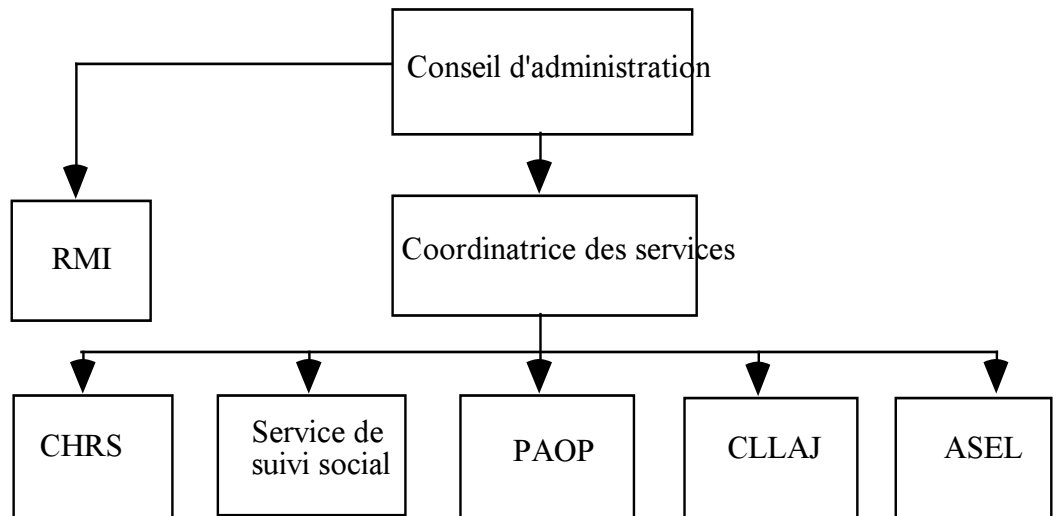 Conseil d'administration
RMI
Coordinatrice des services
CHRS
Service de
suivi social
PAOP
CLLAJ
ASEL